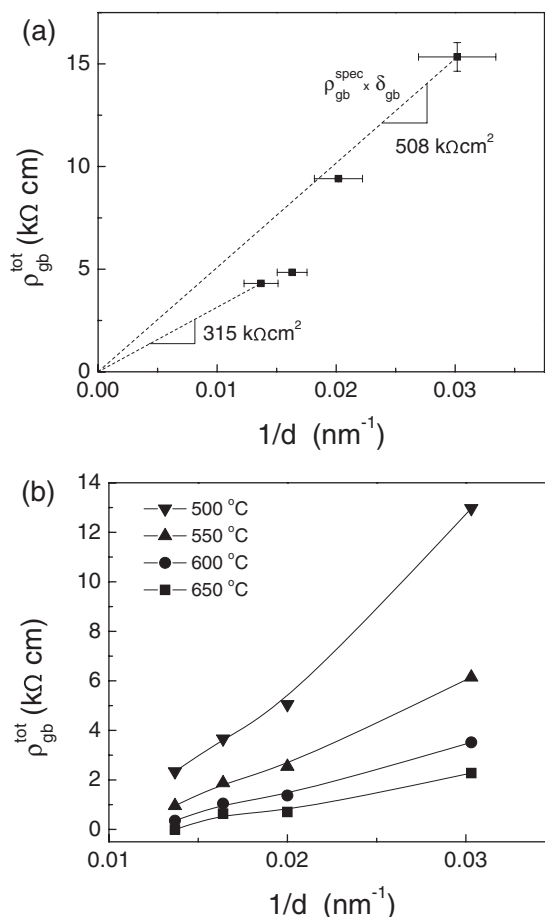 (a)
15
10
5
0
ρ_gb^tot (kΩ cm)
ρ_gb^spec x δ_gb
508 kΩcm²
315 kΩcm²
0.00 0.01 0.02 0.03
1/d (nm⁻¹)
(b)
14
12
10
8
6
4
2
0
ρ_gb^tot (kΩ cm)
500 °C
550 °C
600 °C
650 °C
0.01 0.02 0.03
1/d (nm⁻¹)